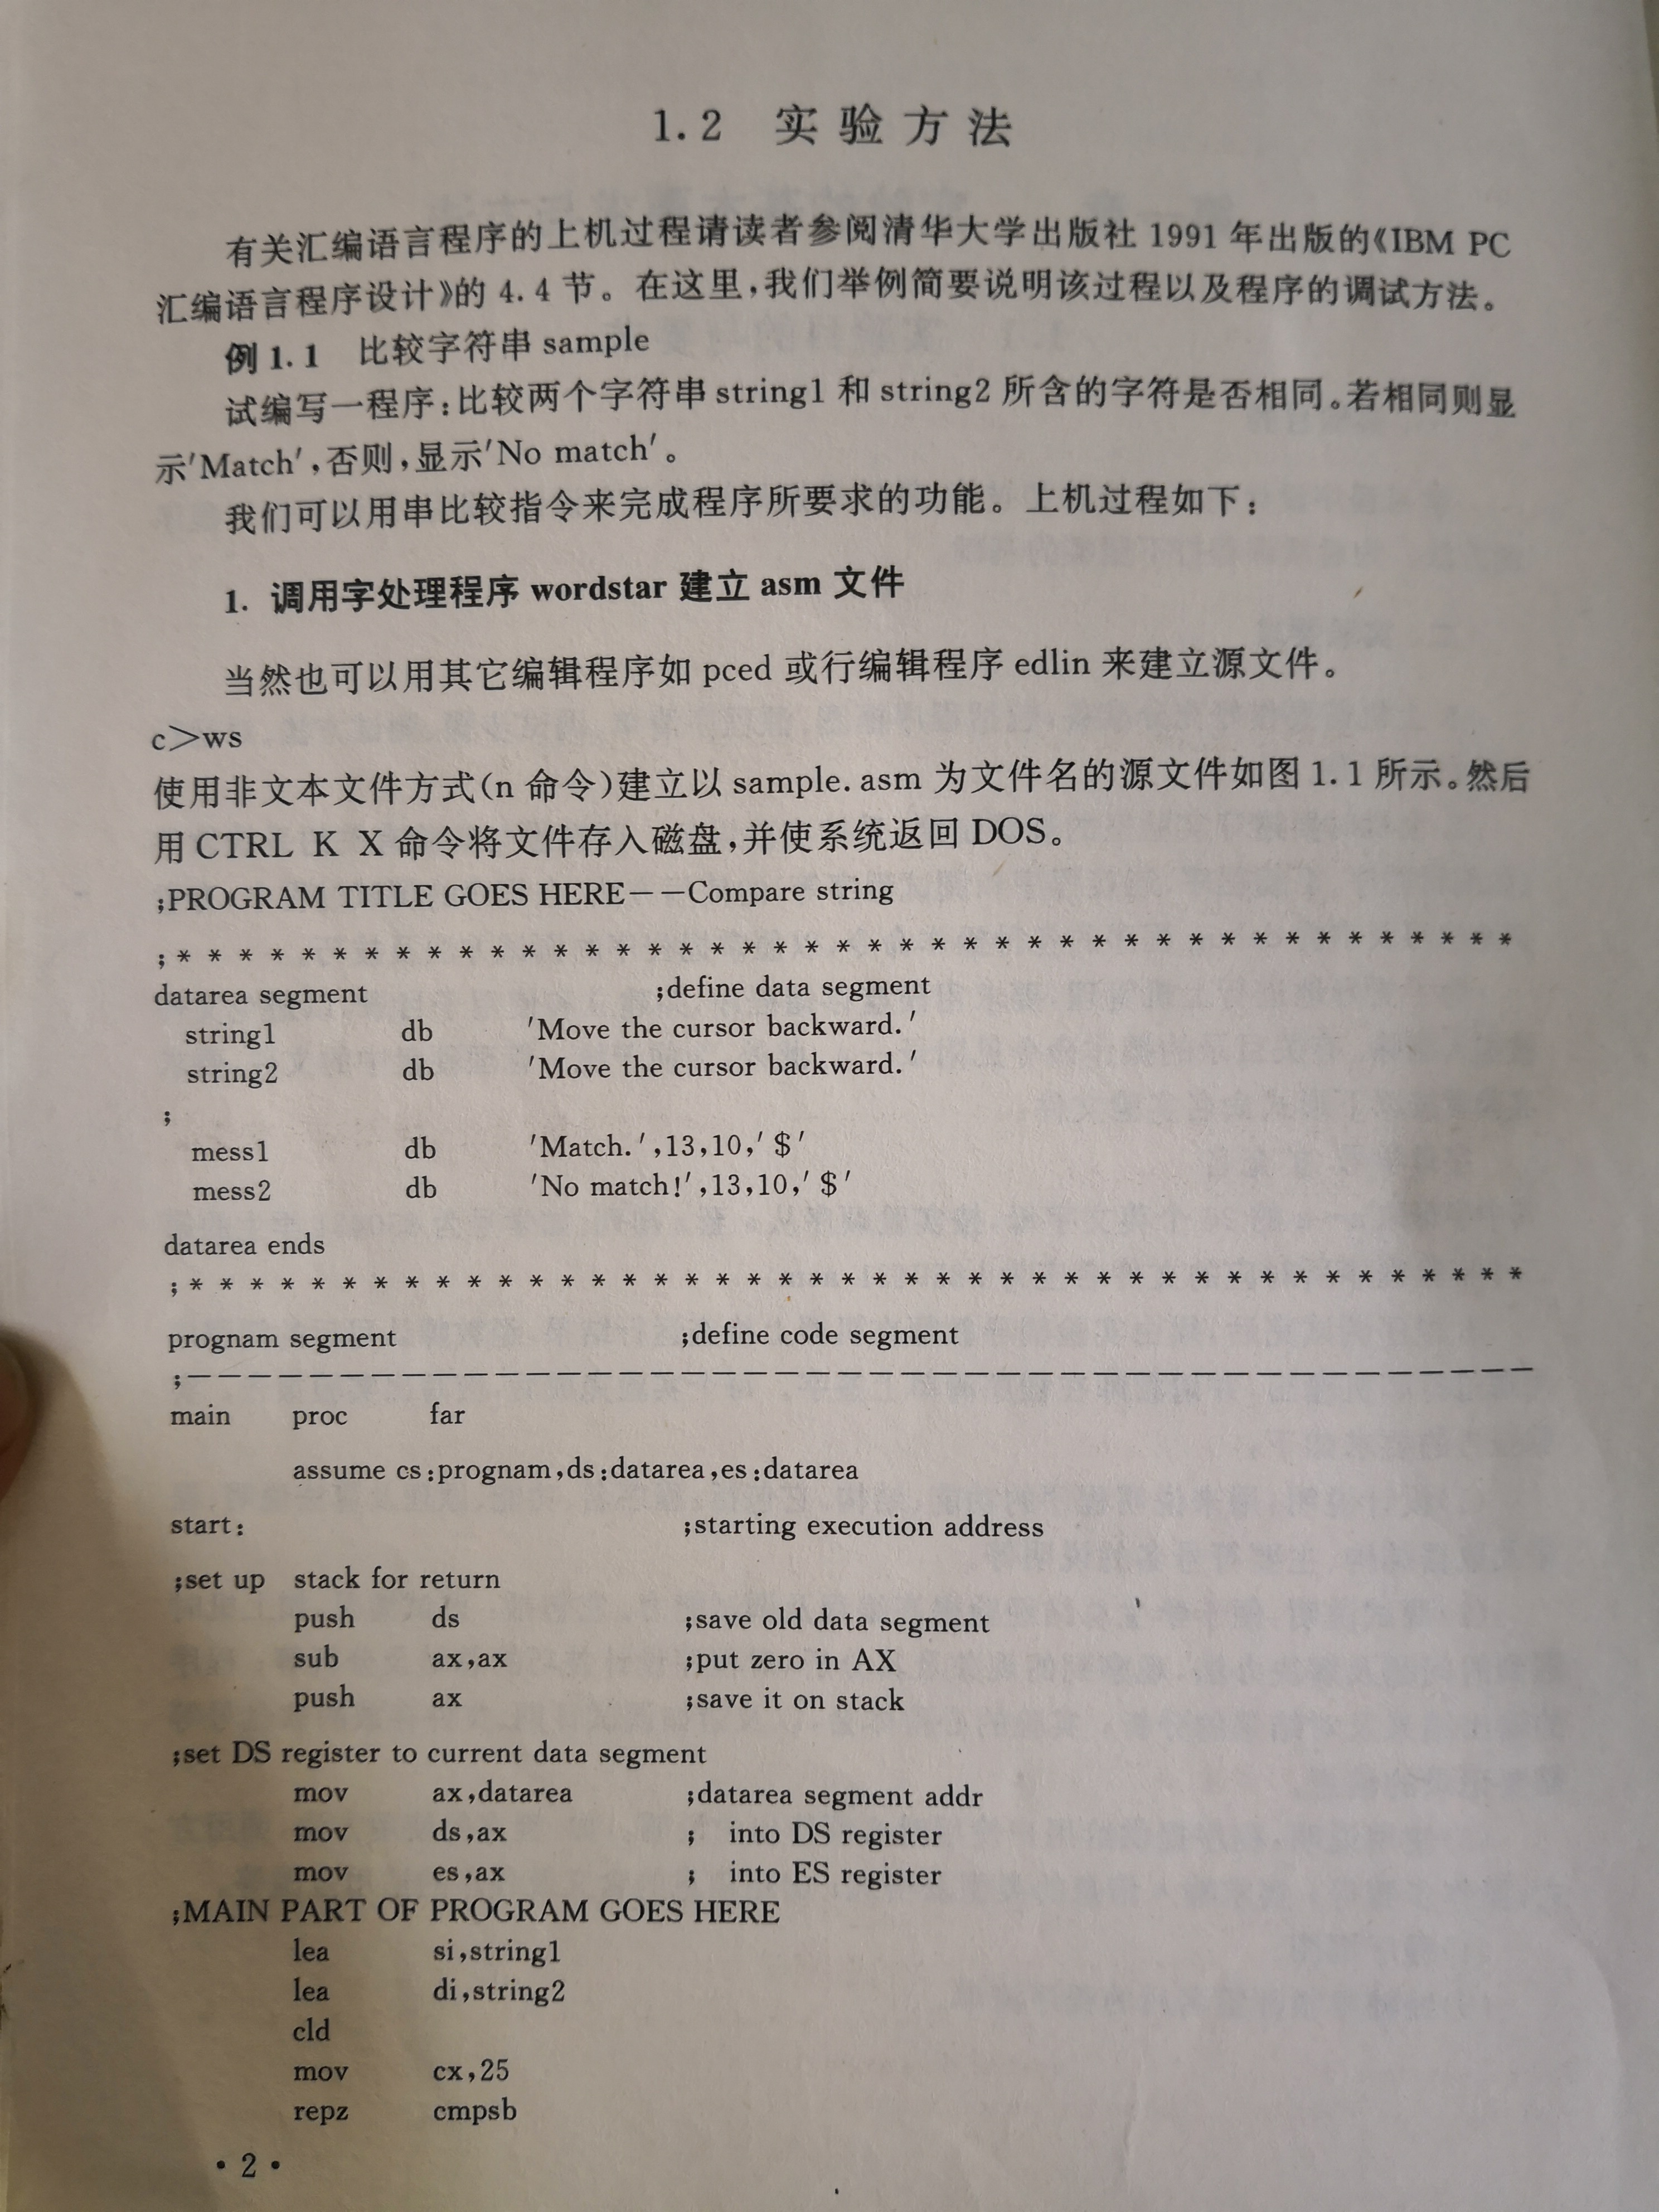 1.2 实验方法
有关汇编语言程序的上机过程请读者参阅清华大学出版社 1991 年出版的《IBM PC
汇编语言程序设计》的 4.4 节。在这里,我们举例简要说明该过程以及程序的调试方法。
例 1.1 比较字符串 sample
试编写一程序:比较两个字符串 string1 和 string2 所含的字符是否相同。若相同则显
示'Match',否则,显示'No match'。
我们可以用串比较指令来完成程序所要求的功能。上机过程如下:
1. 调用字处理程序 wordstar 建立 asm 文件
当然也可以用其它编辑程序如 pced 或行编辑程序 edlin 来建立源文件。
c>ws
使用非文本文件方式(n 命令)建立以 sample.asm 为文件名的源文件如图 1.1 所示。然后
用 CTRL K X 命令将文件存入磁盘,并使系统返回 DOS。
;PROGRAM TITLE GOES HERE——Compare string
;* * * * * * * * * * * * * * * * * * * * * * * * * * * * * * * * * * * * * * * * * * *
datarea segment ;define data segment
string1 db 'Move the cursor backward.'
string2 db 'Move the cursor backward.'
;
mess1 db 'Match.',13,10,'$'
mess2 db 'No match!',13,10,'$'
datarea ends
;* * * * * * * * * * * * * * * * * * * * * * * * * * * * * * * * * * * * * * * * * * *
prognam segment ;define code segment
;— — — — — — — — — — — — — — — — — — — — — — — — — — — — — — — — — — — — — — — — — — — —
main proc far
assume cs:prognam,ds:datarea,es:datarea
start: ;starting execution address
;set up stack for return
push ds ;save old data segment
sub ax,ax ;put zero in AX
push ax ;save it on stack
;set DS register to current data segment
mov ax,datarea ;datarea segment addr
mov ds,ax ; into DS register
mov es,ax ; into ES register
;MAIN PART OF PROGRAM GOES HERE
lea si,string1
lea di,string2
cld
mov cx,25
repz cmpsb
• 2 •